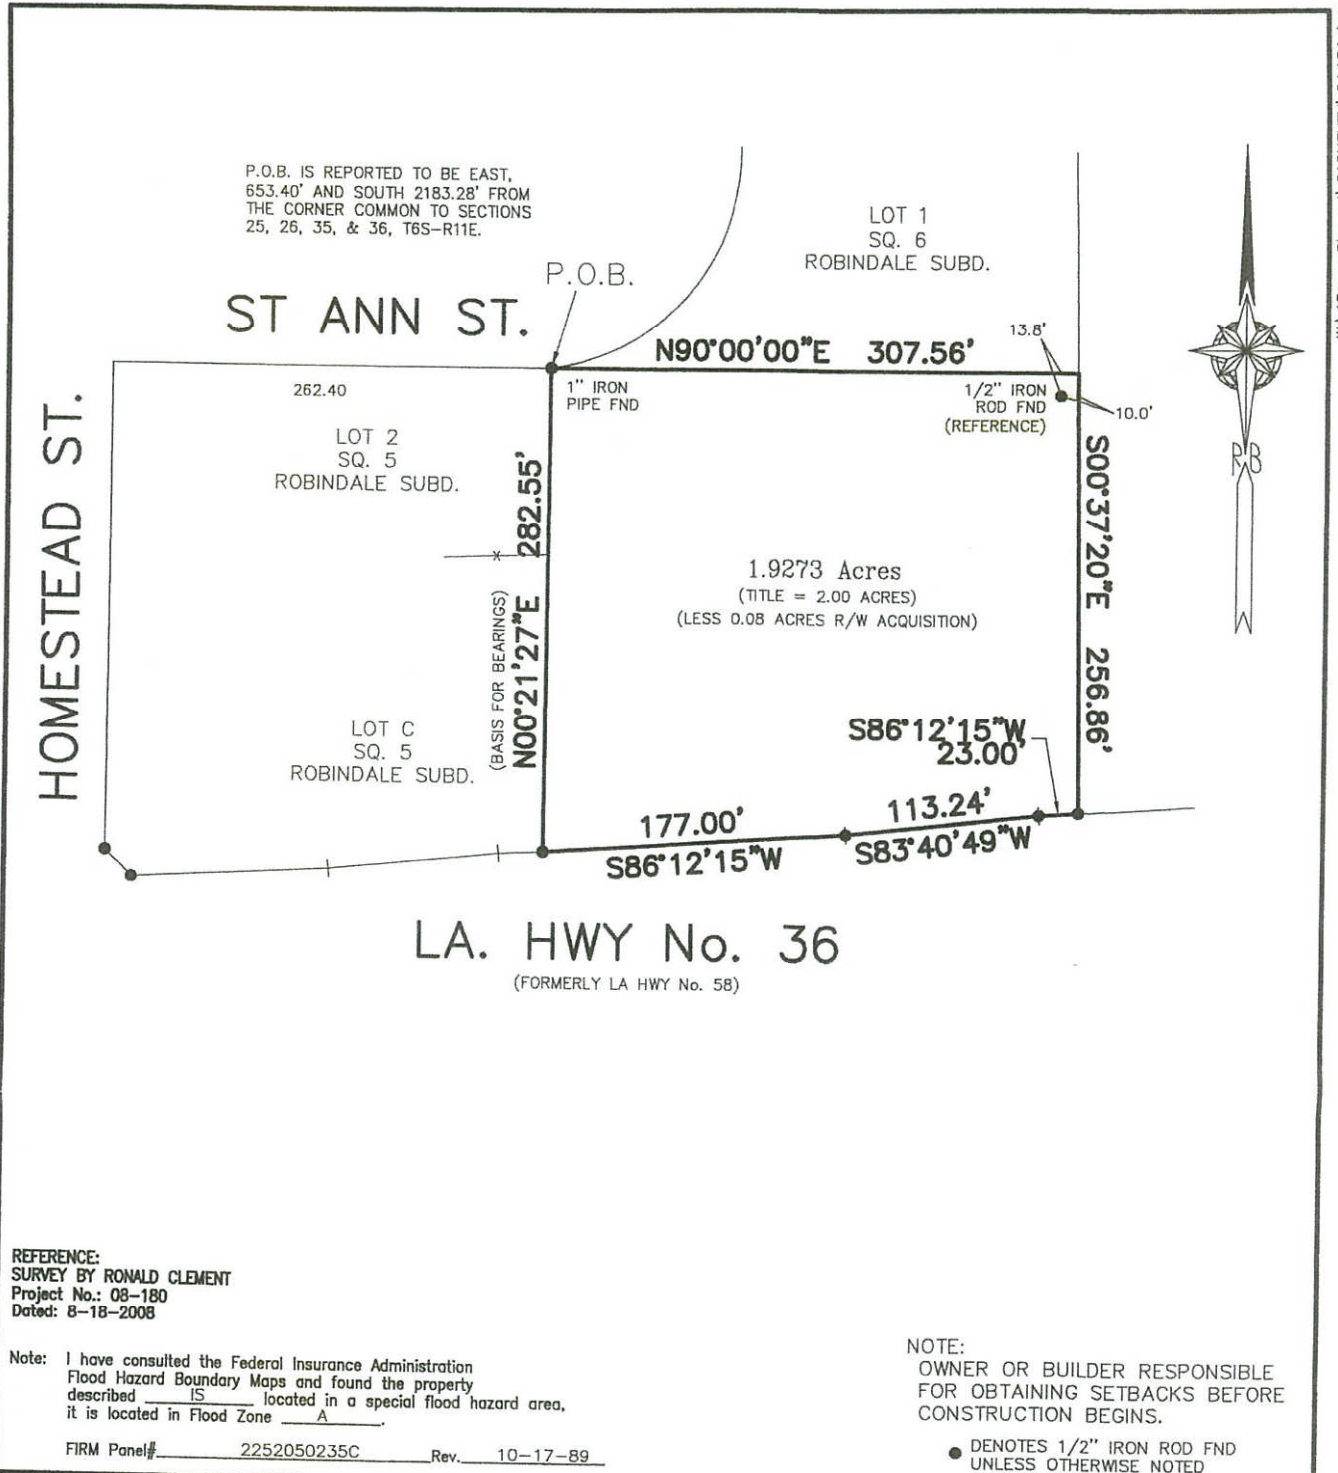 P.O.B. IS REPORTED TO BE EAST,
653.40' AND SOUTH 2183.28' FROM
THE CORNER COMMON TO SECTIONS
25, 26, 35, & 36, T6S-R11E.
LOT 1
SQ. 6
ROBINDALE SUBD.
P.O.B.
ST ANN ST.
N90°00'00"E 307.56'
13.8'
262.40
1" IRON
PIPE FND
1/2" IRON
ROD FND
(REFERENCE)
10.0'
RB
HOMESTEAD ST.
LOT 2
SQ. 5
ROBINDALE SUBD.
(BASIS FOR BEARINGS)
N00°21'27"E 282.55'
S00°37'20"E 256.86'
1.9273 Acres
(TITLE = 2.00 ACRES)
(LESS 0.08 ACRES R/W ACQUISITION)
LOT C
SQ. 5
ROBINDALE SUBD.
S86°12'15"W
23.00'
177.00'
S86°12'15"W
113.24'
S83°40'49"W
LA. HWY No. 36
(FORMERLY LA HWY No. 58)
REFERENCE:
SURVEY BY RONALD CLEMENT
Project No.: 08-180
Dated: 8-18-2008
Note: I have consulted the Federal Insurance Administration
Flood Hazard Boundary Maps and found the property
described IS located in a special flood hazard area,
it is located in Flood Zone A.
FIRM Panel# 2252050235C Rev. 10-17-89
NOTE:
OWNER OR BUILDER RESPONSIBLE
FOR OBTAINING SETBACKS BEFORE
CONSTRUCTION BEGINS.
DENOTES 1/2" IRON ROD FND
UNLESS OTHERWISE NOTED